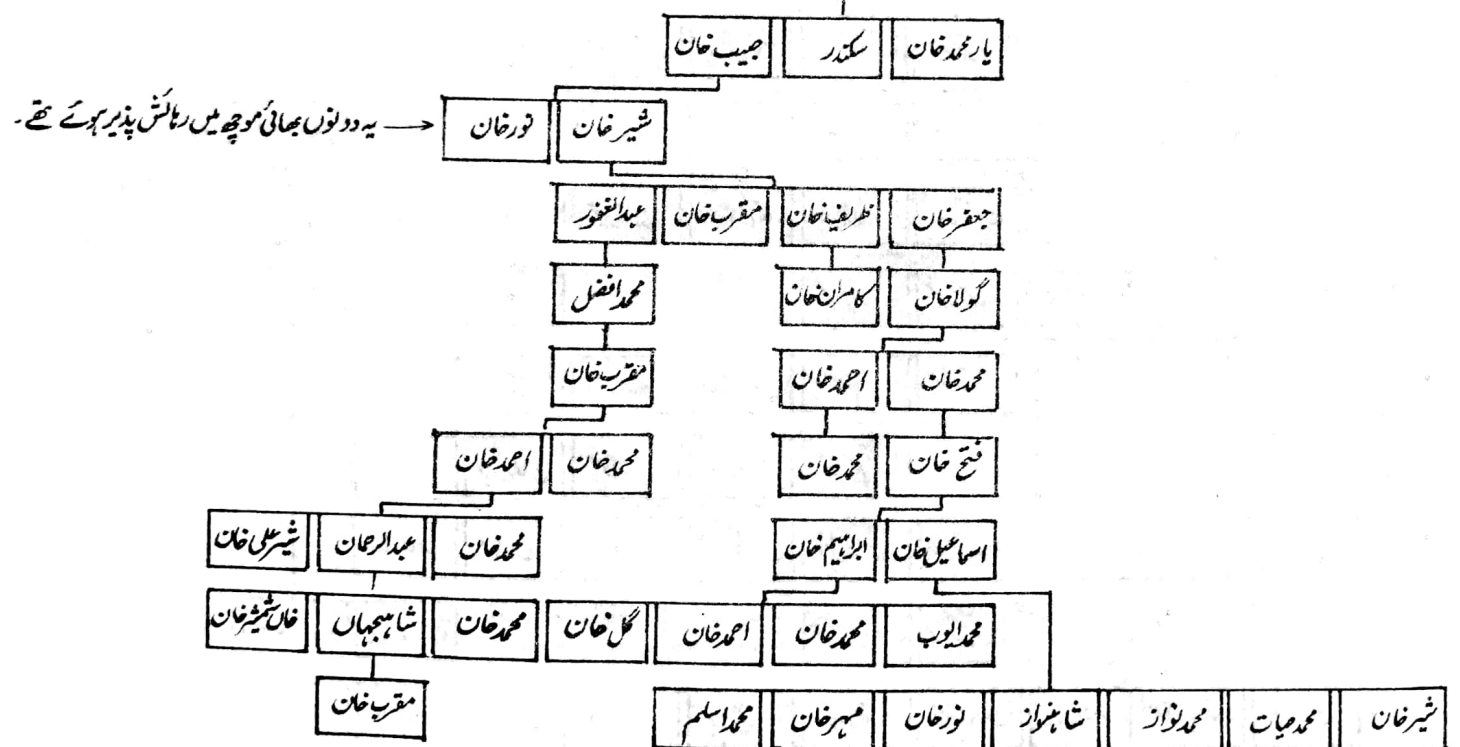 یار محمد خان سکندر حبیب خان
شیر خان نور خان یہ دونوں بھائی موچھ میں رہائش پذیر ہوئے تھے۔
جعفر خان ظریف خان مقرب خان عبدالغفور
گولا خان کامران خان محمد افضل
محمد خان احمد خان مقرب خان
فتح خان محمد خان محمد خان احمد خان
اسماعیل خان ابراہیم خان محمد خان عبدالرحمان شیر علی خان
محمد ایوب محمد خان احمد خان گل خان محمد خان شاہجہاں خان شمشیر خان
شیر خان محمد حیات محمد نواز شاہنواز نور خان مہر خان محمد اسلم مقرب خان